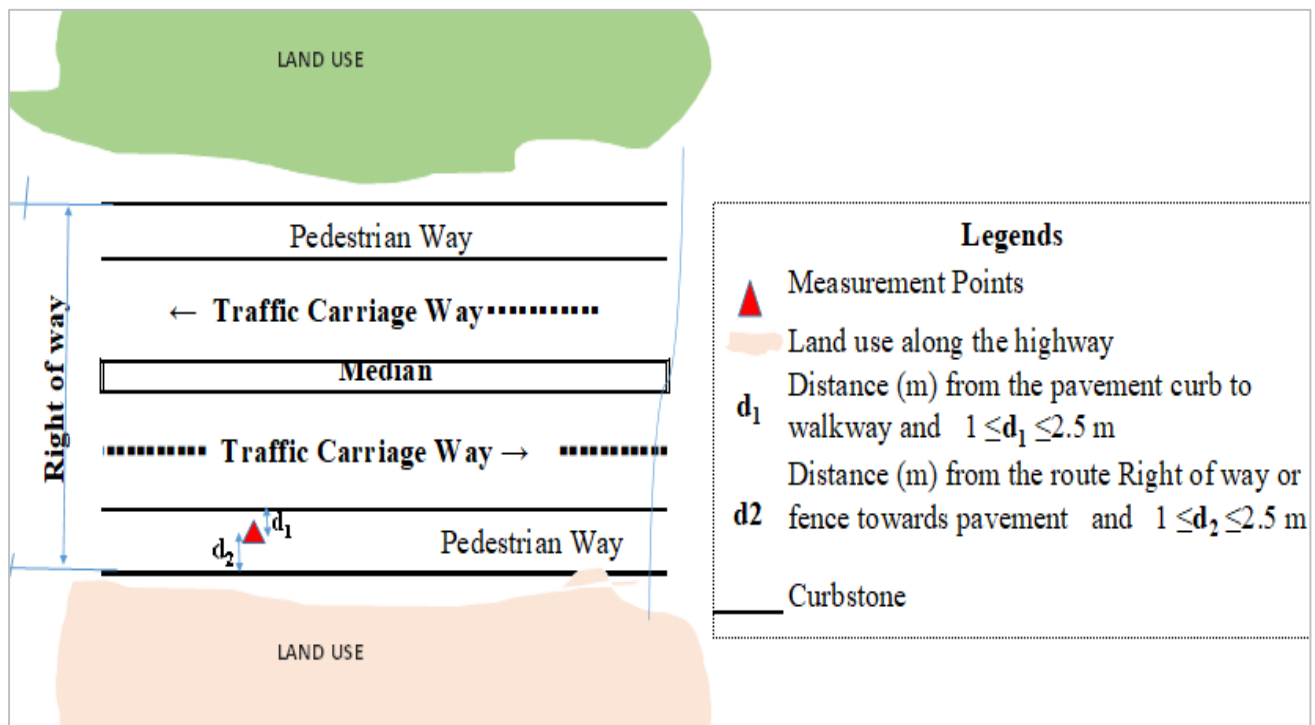 LAND USE
Pedestrian Way
← Traffic Carriage Way
Right of way
Median
Traffic Carriage Way →
d₁
d₂
Pedestrian Way
LAND USE
Legends
Measurement Points
Land use along the highway
d₁
Distance (m) from the pavement curb to
walkway and 1 ≤d₁ ≤2.5 m
d2
Distance (m) from the route Right of way or
fence towards pavement and 1 ≤d₂ ≤2.5 m
Curbstone